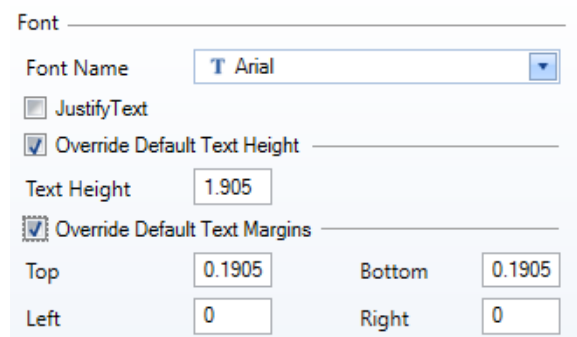 Font
Font Name T Arial
JustifyText
Override Default Text Height
Text Height 1.905
Override Default Text Margins
Top 0.1905 Bottom 0.1905
Left 0 Right 0